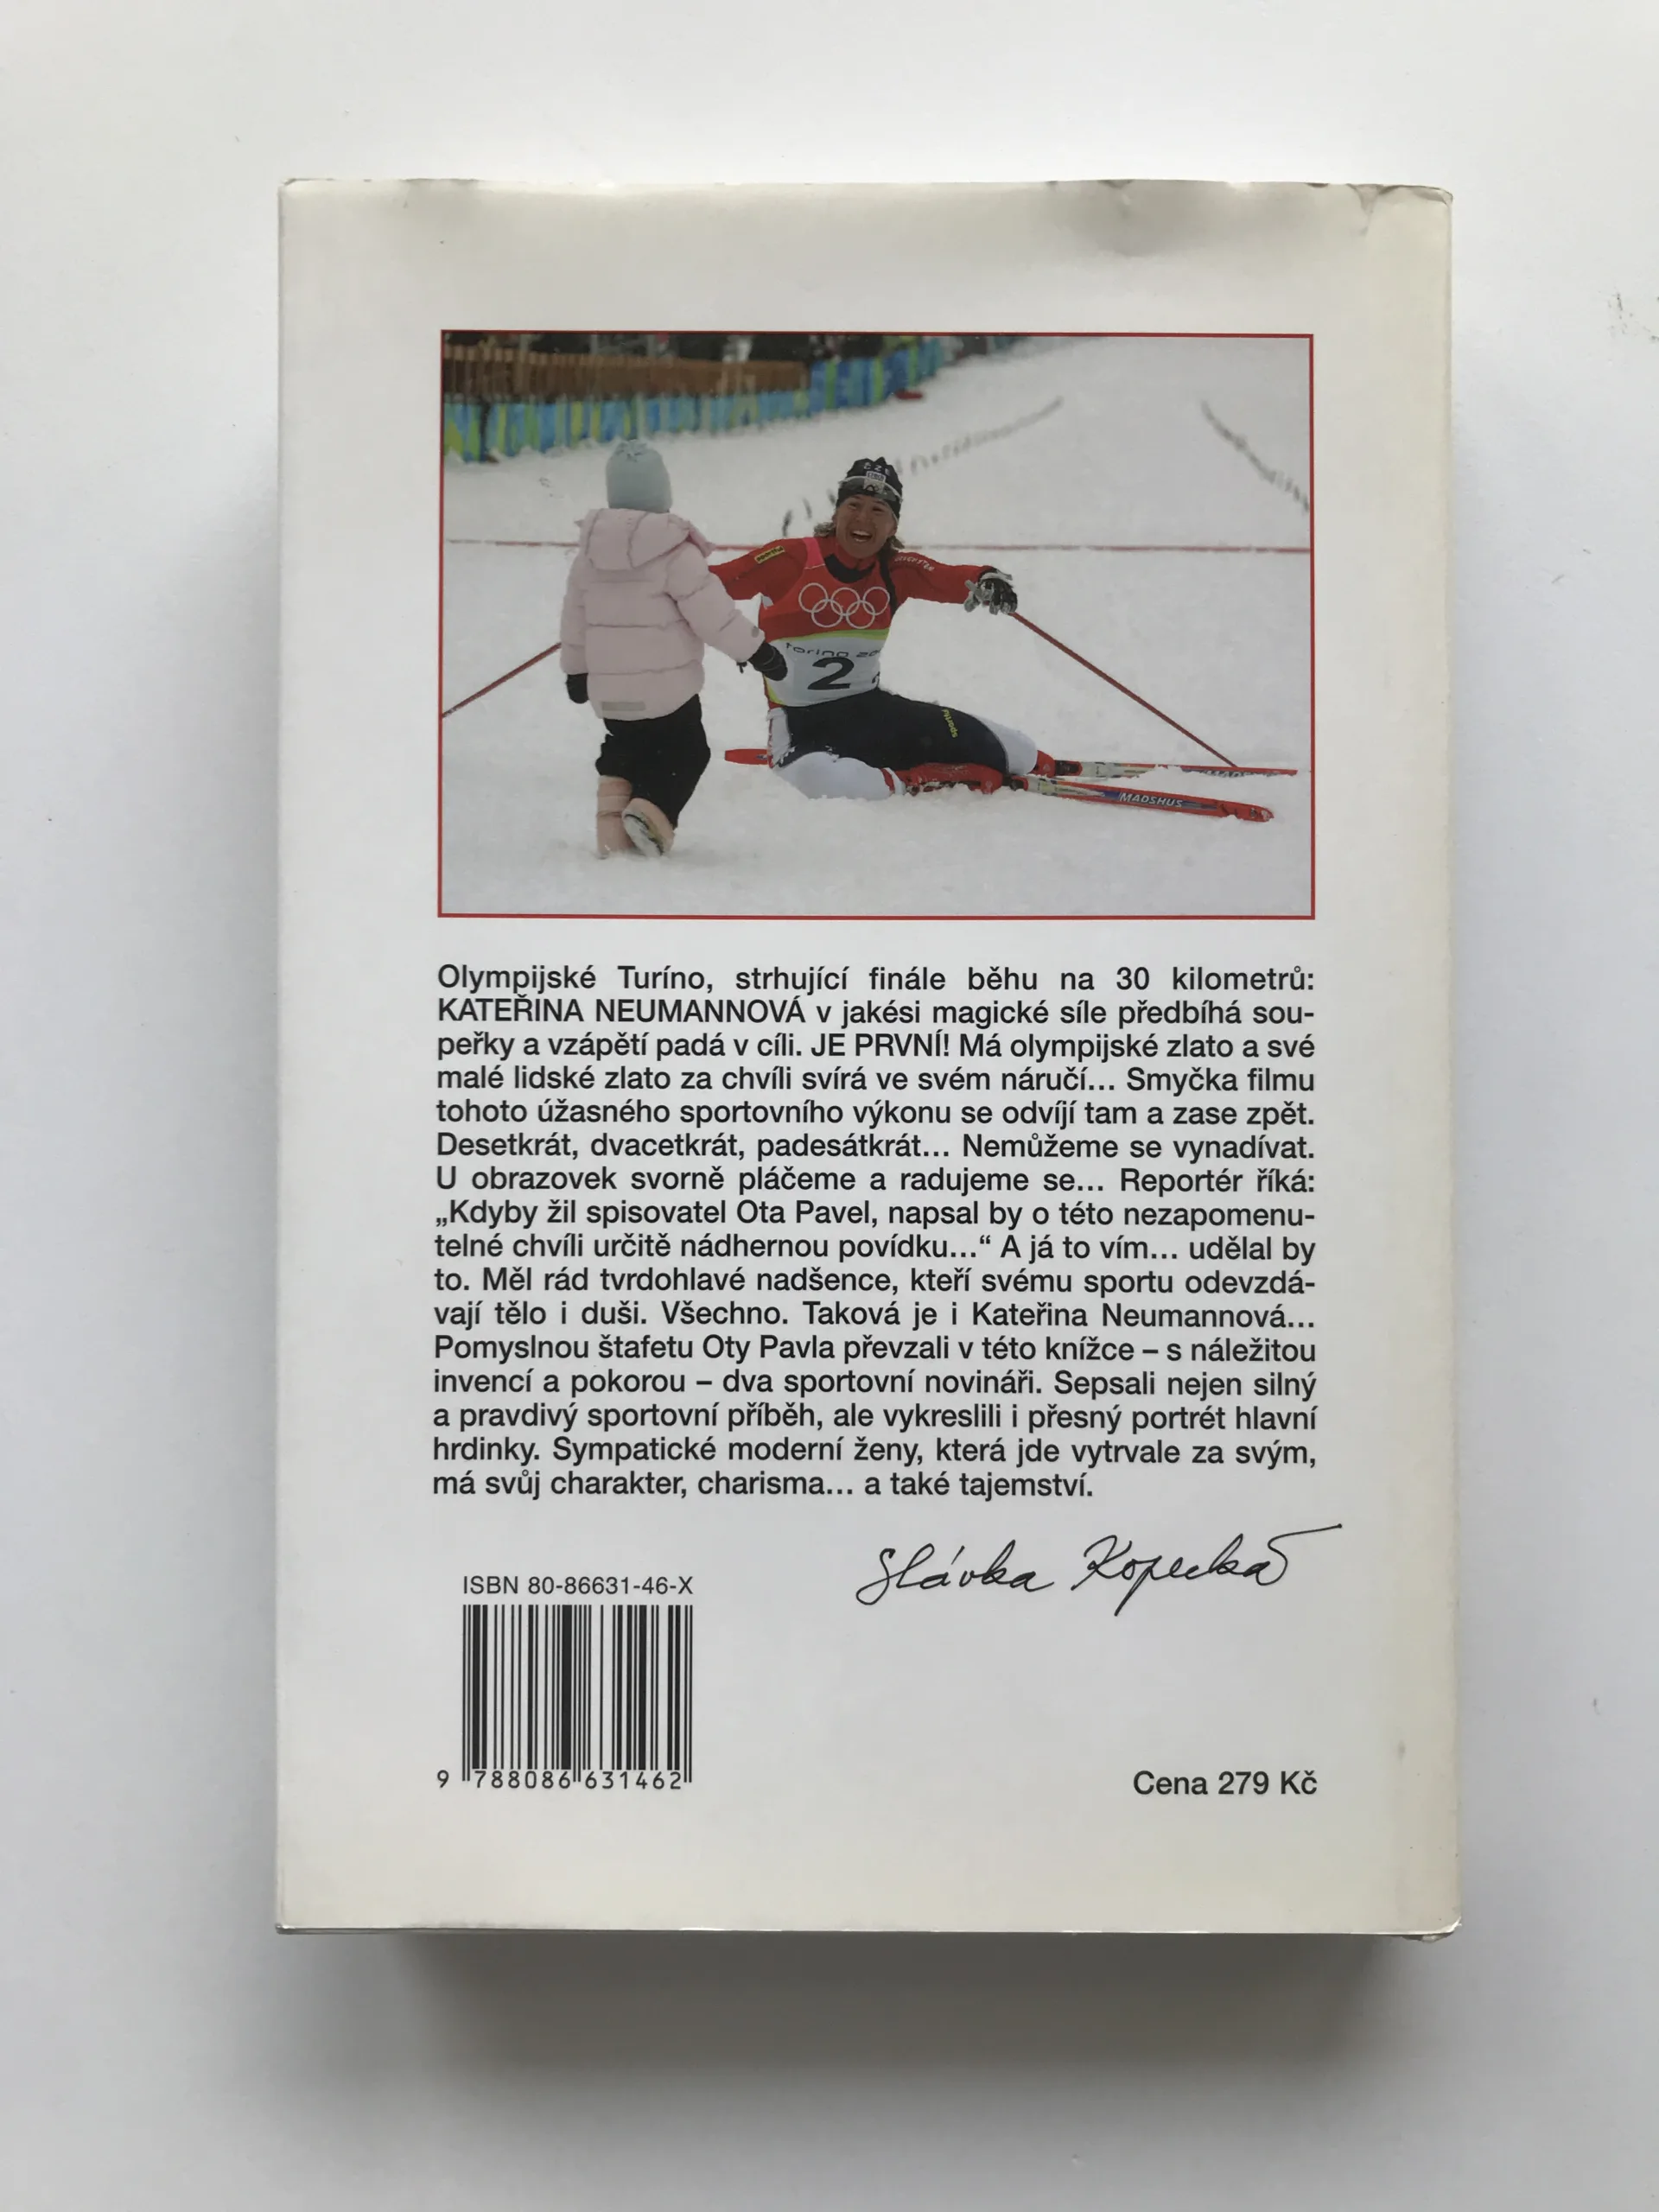 CZE
Torino 20
2
MADSHUS
Olympijské Turíno, strhující finále běhu na 30 kilometrů:
KATEŘINA NEUMANNOVÁ v jakési magické síle předbíhá sou-
peřky a vzápětí padá v cíli. JE PRVNÍ! Má olympijské zlato a své
malé lidské zlato za chvíli svírá ve svém náručí... Smyčka filmu
tohoto úžasného sportovního výkonu se odvíjí tam a zase zpět.
Desetkrát, dvacetkrát, padesátkrát... Nemůžeme se vynadívat.
U obrazovek svorně pláčeme a radujeme se... Reportér říká:
„Kdyby žil spisovatel Ota Pavel, napsal by o této nezapomenu-
telné chvíli určitě nádhernou povídku...“ A já to vím... udělal by
to. Měl rád tvrdohlavé nadšence, kteří svému sportu odevzdá-
vají tělo i duši. Všechno. Taková je i Kateřina Neumannová...
Pomyslnou štafetu Oty Pavla převzali v této knížce – s náležitou
invencí a pokorou – dva sportovní novináři. Sepsali nejen silný
a pravdivý sportovní příběh, ale vykreslili i přesný portrét hlavní
hrdinky. Sympatické moderní ženy, která jde vytrvale za svým,
má svůj charakter, charisma... a také tajemství.
Slávka Kopecká
ISBN 80-86631-46-X
9 788086 631462
Cena 279 Kč